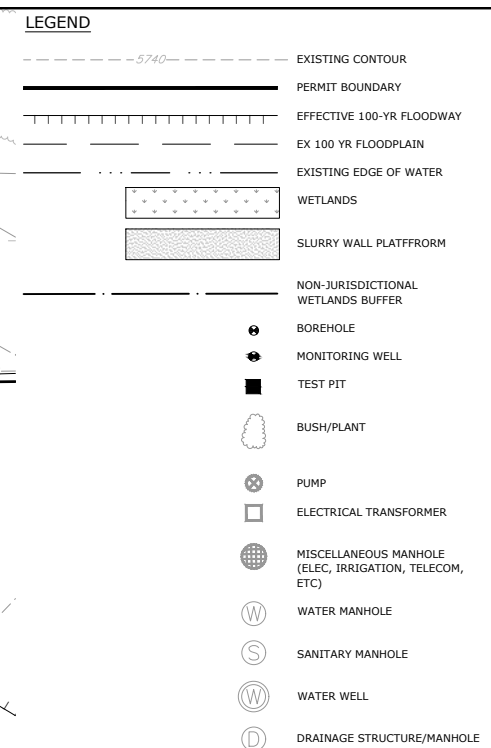 LEGEND
5740
EXISTING CONTOUR
PERMIT BOUNDARY
EFFECTIVE 100-YR FLOODWAY
EX 100 YR FLOODPLAIN
EXISTING EDGE OF WATER
WETLANDS
SLURRY WALL PLATFFRORM
NON-JURISDICTIONAL
WETLANDS BUFFER
BOREHOLE
MONITORING WELL
TEST PIT
BUSH/PLANT
PUMP
ELECTRICAL TRANSFORMER
MISCELLANEOUS MANHOLE
(ELEC, IRRIGATION, TELECOM,
ETC)
W WATER MANHOLE
S SANITARY MANHOLE
W WATER WELL
D DRAINAGE STRUCTURE/MANHOLE